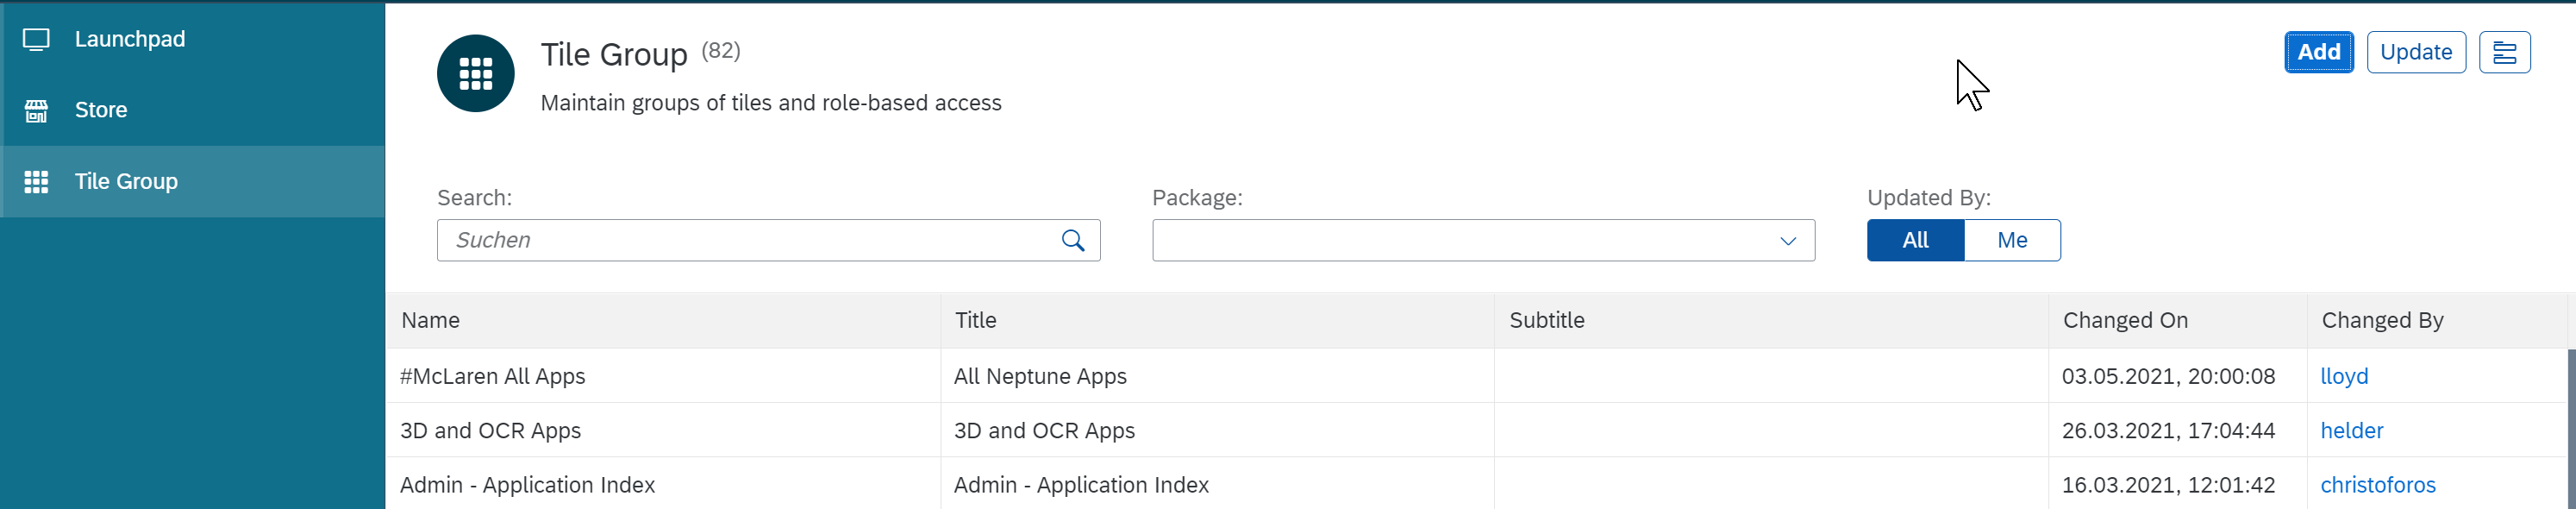 Launchpad
Store
Tile Group
Tile Group (82)
Maintain groups of tiles and role-based access
Add
Update
Search:
Suchen
Package:
Updated By:
All
Me
Name Title Subtitle Changed On Changed By
#McLaren All Apps All Neptune Apps 03.05.2021, 20:00:08 lloyd
3D and OCR Apps 3D and OCR Apps 26.03.2021, 17:04:44 helder
Admin - Application Index Admin - Application Index 16.03.2021, 12:01:42 christoforos